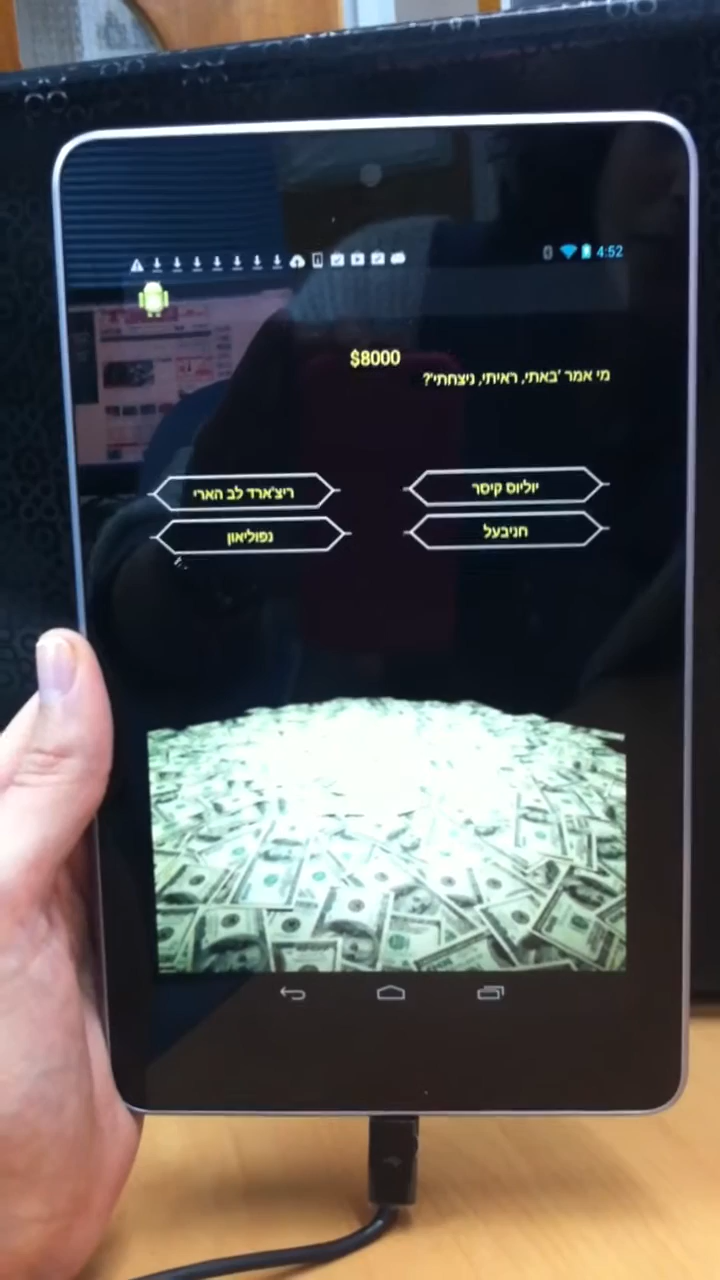 4:52
$8000
מי אמר 'באתי, ראיתי, ניצחתי'?
יוליוס קיסר
ריצ'ארד לב הארי
חניבעל
נפוליאון